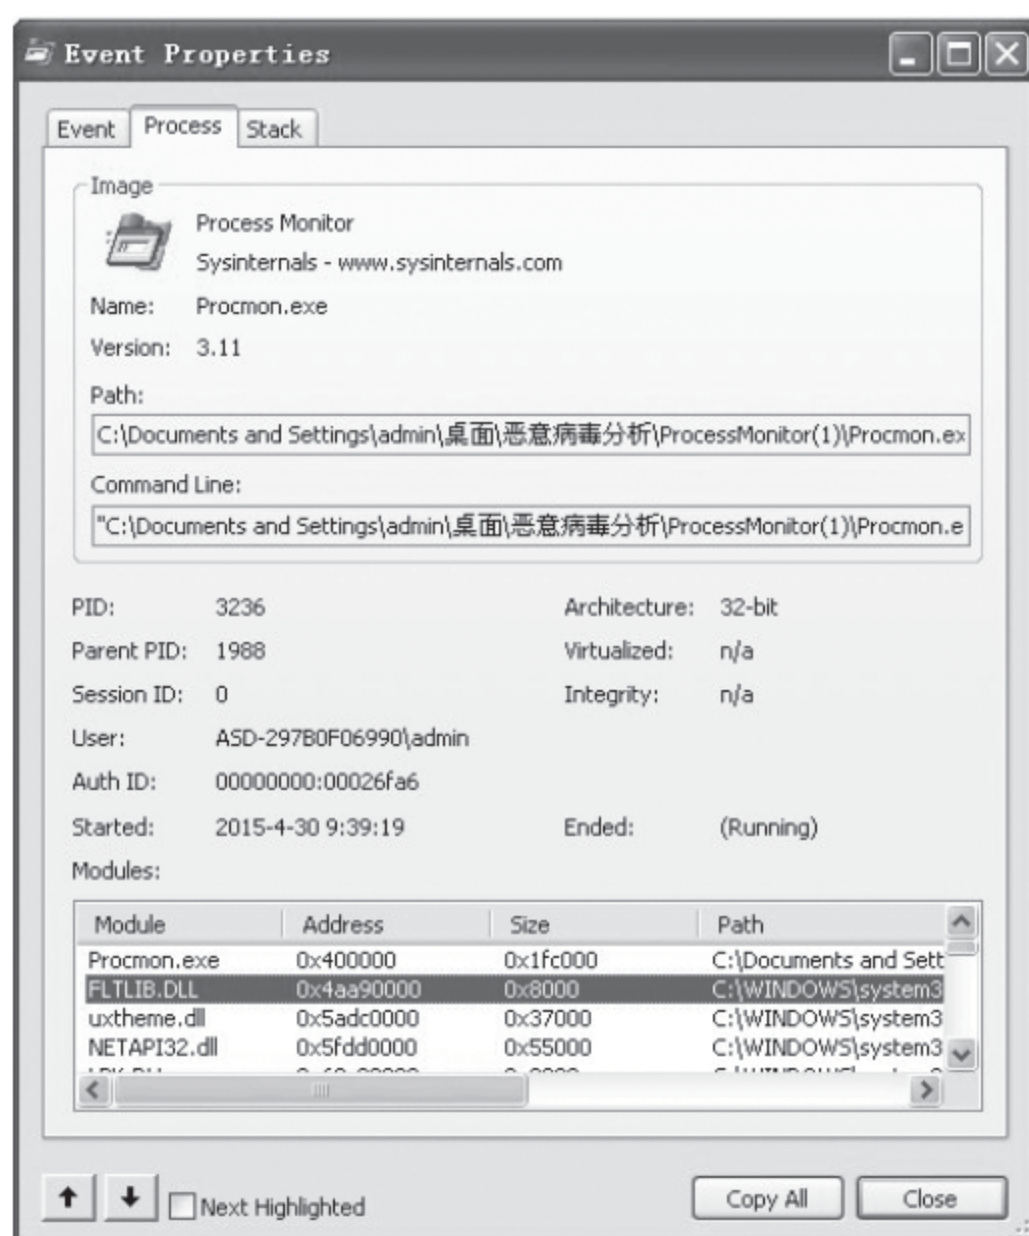 Event Properties
Event Process Stack
Image
Process Monitor
Sysinternals - www.sysinternals.com
Name: Procmon.exe
Version: 3.11
Path:
C:\Documents and Settings\admin\桌面\恶意病毒分析\ProcessMonitor(1)\Procmon.ex
Command Line:
"C:\Documents and Settings\admin\桌面\恶意病毒分析\ProcessMonitor(1)\Procmon.e
PID: 3236 Architecture: 32-bit
Parent PID: 1988 Virtualized: n/a
Session ID: 0 Integrity: n/a
User: ASD-297B0F06990\admin
Auth ID: 00000000:00026fa6
Started: 2015-4-30 9:39:19 Ended: (Running)
Modules:
Module Address Size Path
Procmon.exe 0x400000 0x1fc000 C:\Documents and Sett
FLTLIB.DLL 0x4aa90000 0x8000 C:\WINDOWS\system3
uxtheme.dll 0x5adc0000 0x37000 C:\WINDOWS\system3
NETAPI32.dll 0x5fdd0000 0x55000 C:\WINDOWS\system3
Next Highlighted Copy All Close